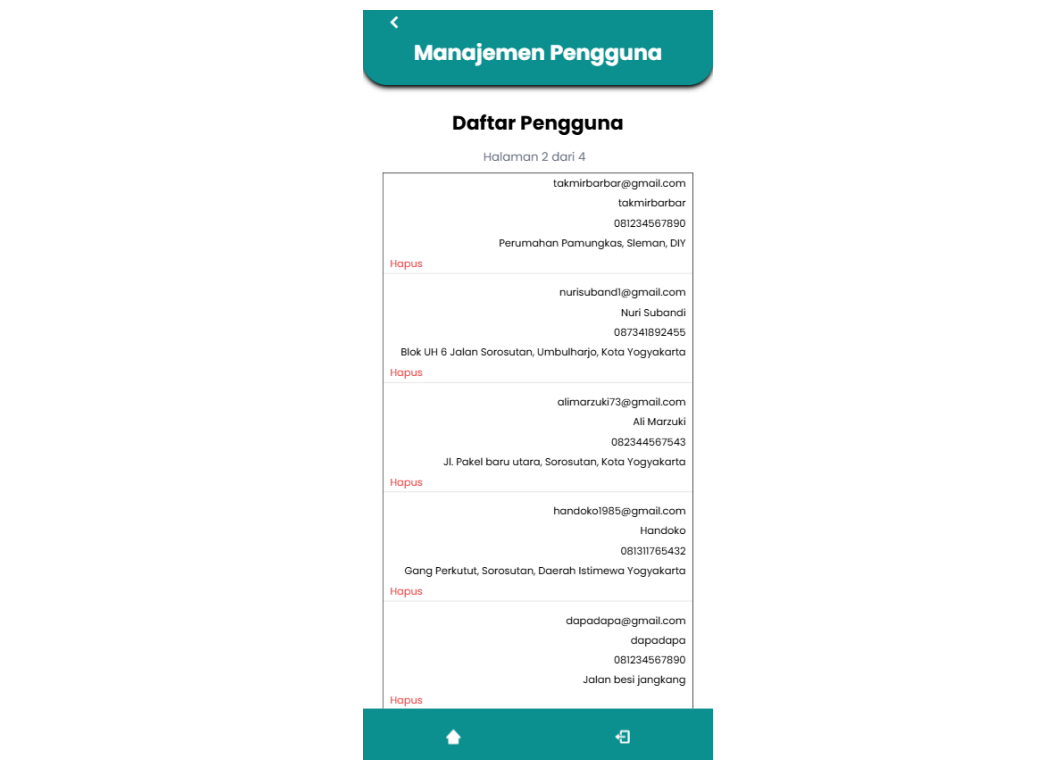 Manajemen Pengguna
Daftar Pengguna
Halaman 2 dari 4
takmirbarbar@gmail.com
takmirbarbar
081234567890
Perumahan Pamungkas, Sleman, DIY
Hapus
nurisuband1@gmail.com
Nuri Subandi
087341892455
Blok UH 6 Jalan Sorosutan, Umbulharjo, Kota Yogyakarta
Hapus
alimarzuki73@gmail.com
Ali Marzuki
082344567543
Jl. Pakel baru utara, Sorosutan, Kota Yogyakarta
Hapus
handoko1985@gmail.com
Handoko
081311765432
Gang Perkutut, Sorosutan, Daerah Istimewa Yogyakarta
Hapus
dapadapa@gmail.com
dapadapa
081234567890
Jalan besi jangkang
Hapus